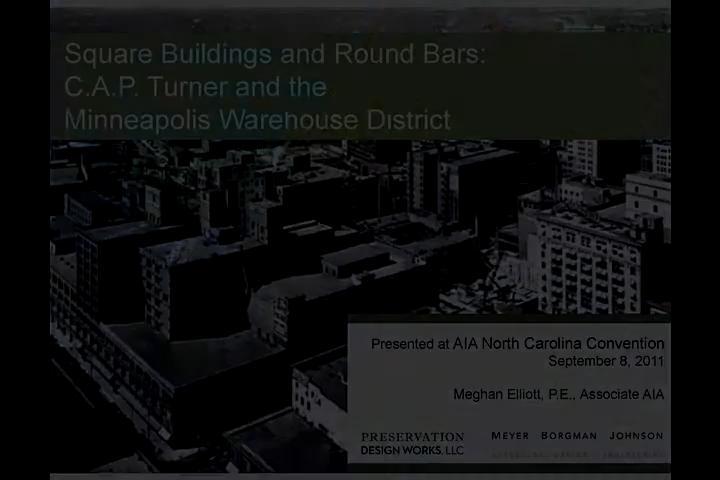 Square Buildings and Round Bars:
C.A.P. Turner and the
Minneapolis Warehouse District
Presented at AIA North Carolina Convention
September 8, 2011
Meghan Elliott, P.E., Associate AIA
PRESERVATION
DESIGN WORKS, LLC
MEYER BORGMAN JOHNSON